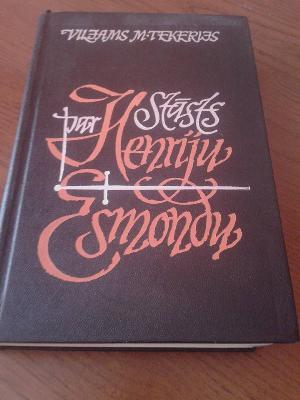 VILJAMS M. TEKERIJS
Stāsts
par
Henriju
Esmondu